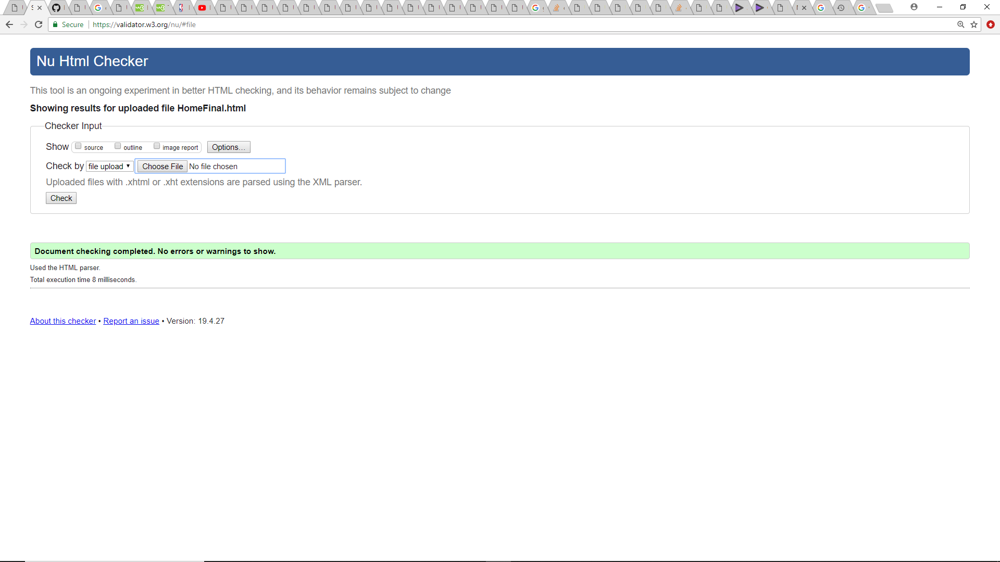 Secure https://validator.w3.org/nu/#file
Nu Html Checker
This tool is an ongoing experiment in better HTML checking, and its behavior remains subject to change
Showing results for uploaded file HomeFinal.html
Checker Input
Show source outline image report Options…
Check by file upload Choose File No file chosen
Uploaded files with .xhtml or .xht extensions are parsed using the XML parser.
Check
Document checking completed. No errors or warnings to show.
Used the HTML parser.
Total execution time 8 milliseconds.
About this checker • Report an issue • Version: 19.4.27